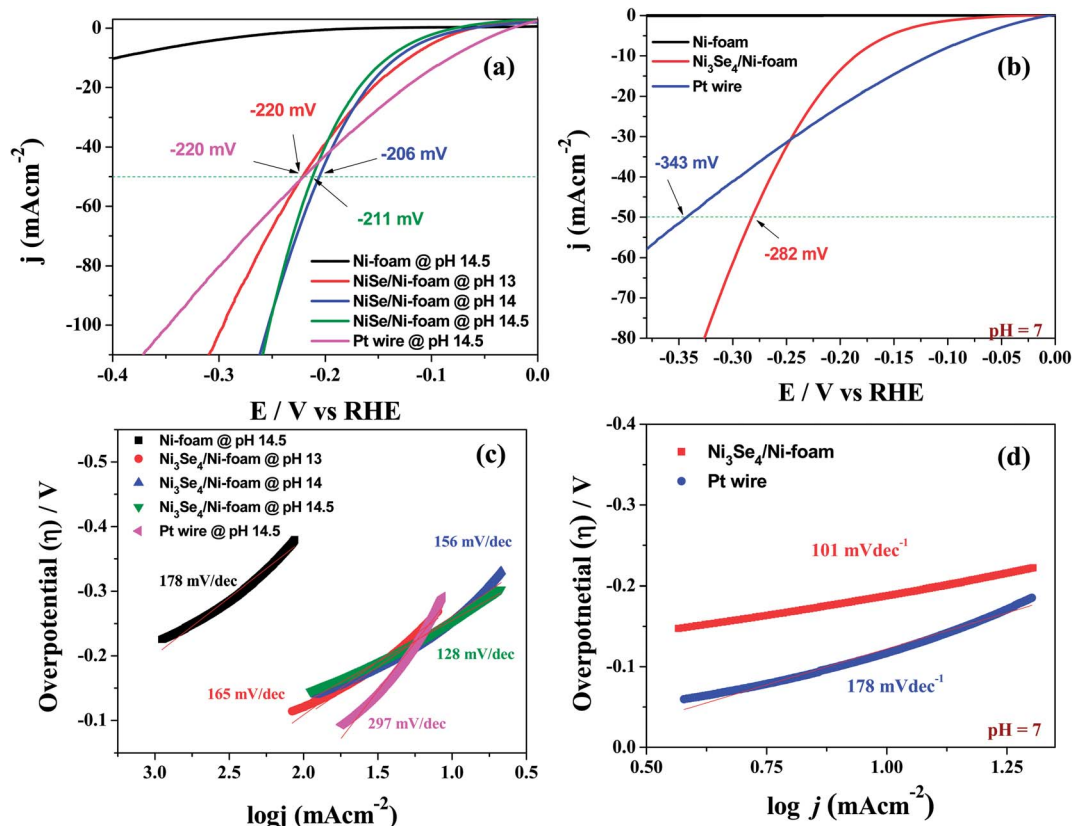 0
-20
-40
-60
-80
-100
j (mAcm⁻²)
(a)
-220 mV
-220 mV
-206 mV
-211 mV
Ni-foam @ pH 14.5
NiSe/Ni-foam @ pH 13
NiSe/Ni-foam @ pH 14
NiSe/Ni-foam @ pH 14.5
Pt wire @ pH 14.5
-0.4 -0.3 -0.2 -0.1 0.0
E / V vs RHE
0
-10
-20
-30
-40
-50
-60
-70
80
j (mAcm⁻²)
(b)
Ni-foam
Ni₃Se₄/Ni-foam
Pt wire
-343 mV
-282 mV
pH = 7
-0.35 -0.30 -0.25 -0.20 -0.15 -0.10 -0.05 0.00
E / V vs RHE
-0.5
-0.4
-0.3
-0.2
-0.1
Overpotential (η) / V
(c)
Ni-foam @ pH 14.5
Ni₃Se₄/Ni-foam @ pH 13
Ni₃Se₄/Ni-foam @ pH 14
Ni₃Se₄/Ni-foam @ pH 14.5
Pt wire @ pH 14.5
178 mV/dec
156 mV/dec
128 mV/dec
165 mV/dec
297 mV/dec
3.0 2.5 2.0 1.5 1.0 0.5
logj (mAcm⁻²)
-0.4
-0.3
-0.2
-0.1
0.0
Overpotnetial (η) / V
(d)
Ni₃Se₄/Ni-foam
Pt wire
101 mVdec⁻¹
178 mVdec⁻¹
pH = 7
0.50 0.75 1.00 1.25
log j (mAcm⁻²)